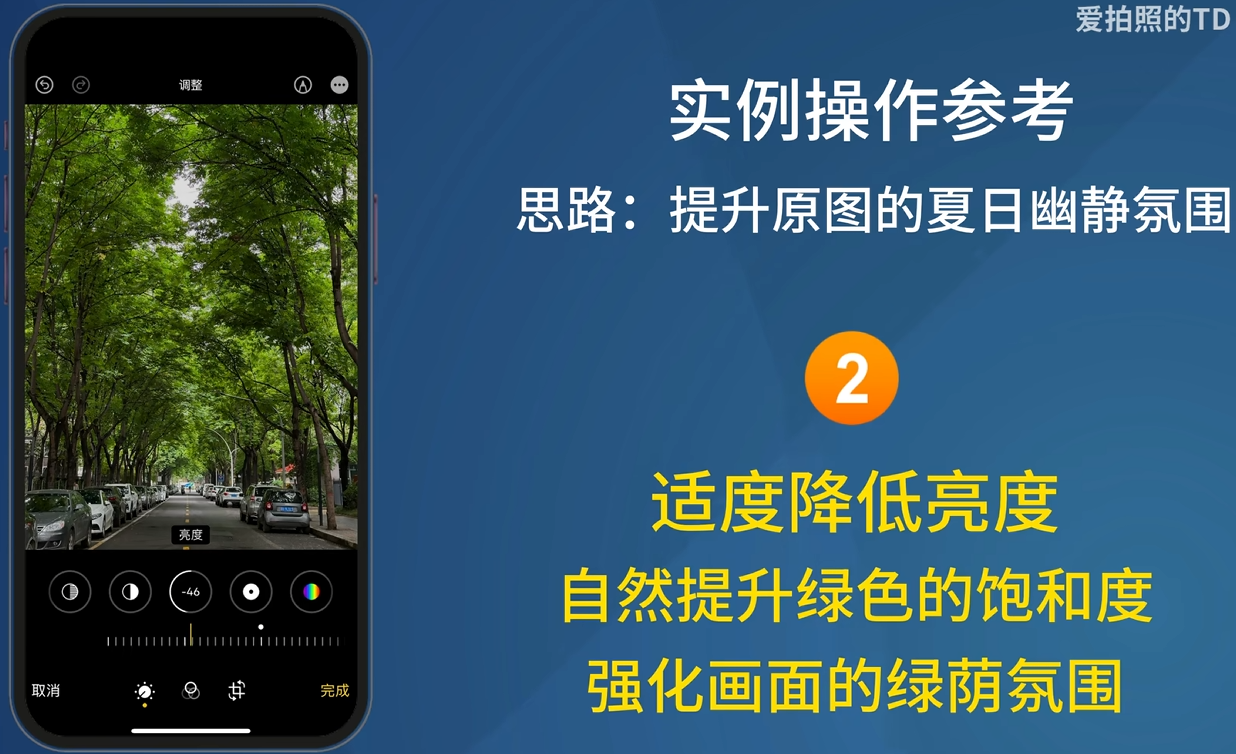 爱拍照的TD
调整
实例操作参考
思路：提升原图的夏日幽静氛围
2
适度降低亮度
自然提升绿色的饱和度
强化画面的绿荫氛围
亮度
-46
取消
完成